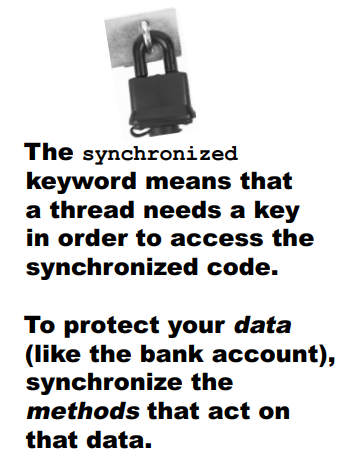 The synchronized
keyword means that
a thread needs a key
in order to access the
synchronized code.
To protect your data
(like the bank account),
synchronize the
methods that act on
that data.